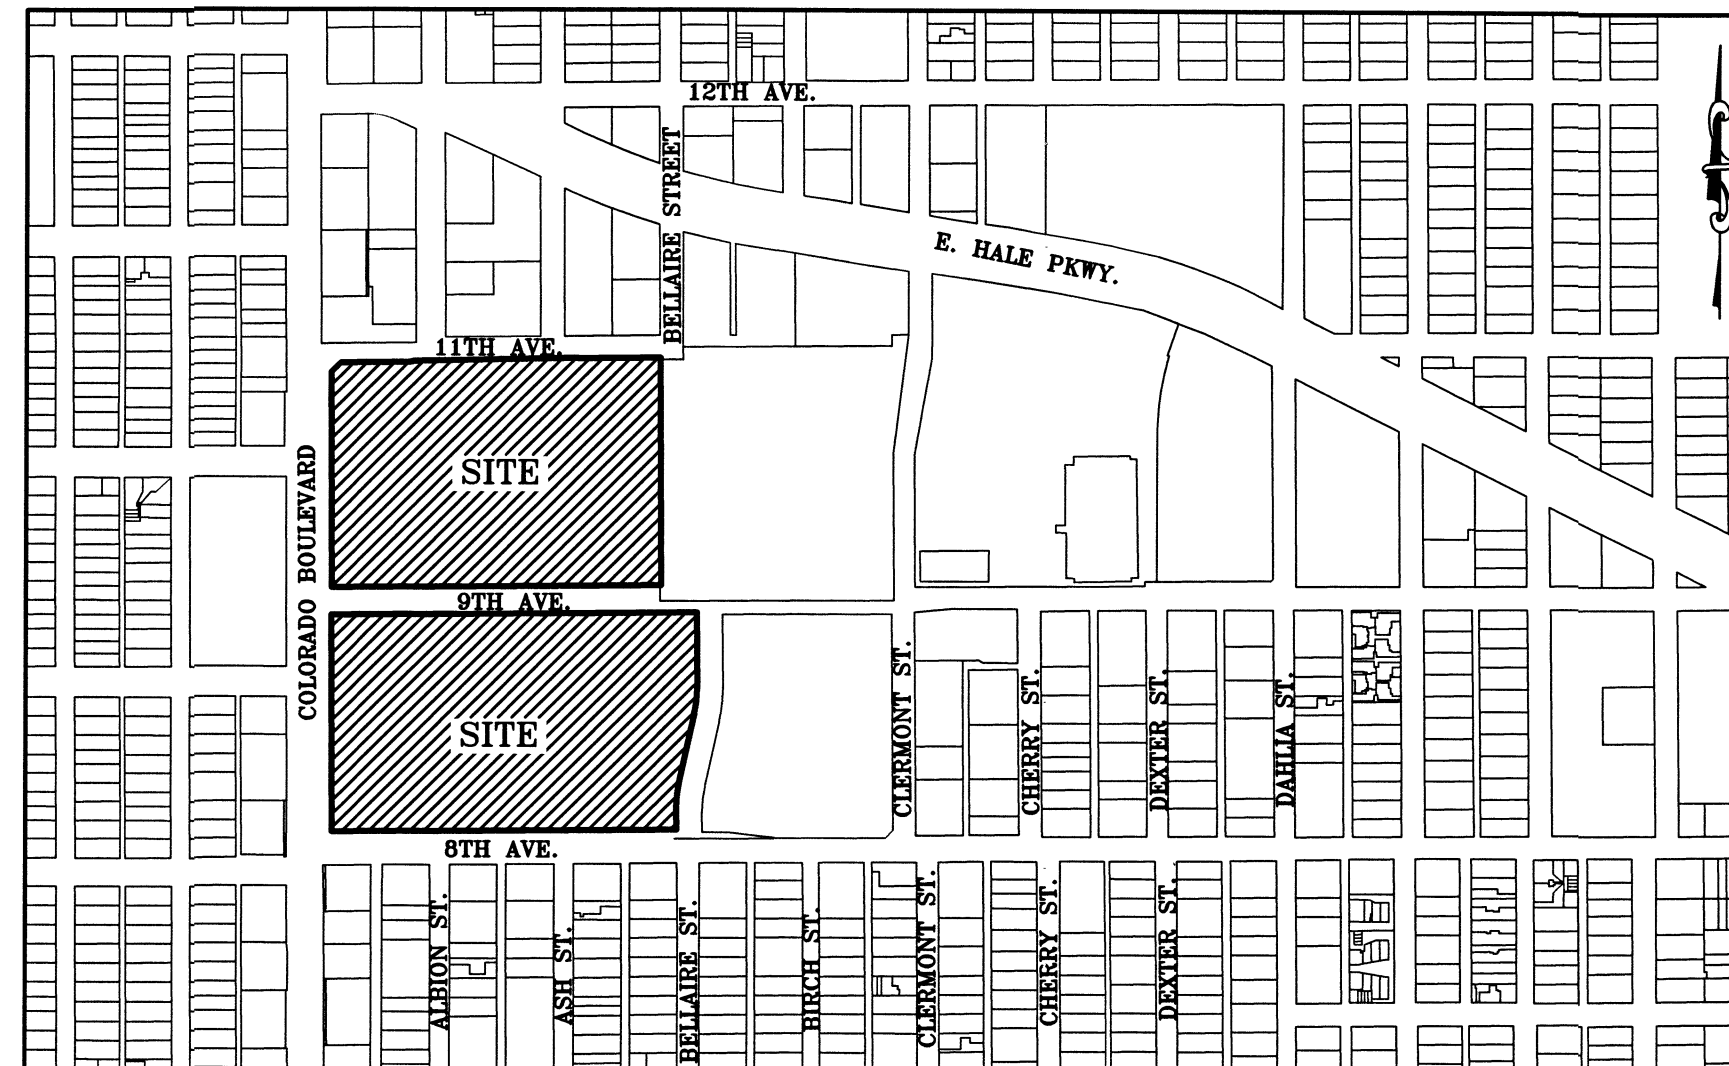 12TH AVE.
BELLAIRE STREET
E. HALE PKWY.
11TH AVE.
SITE
COLORADO BOULEVARD
9TH AVE.
SITE
CLERMONT ST.
CHERRY ST.
DEXTER ST.
DAHLIA ST.
8TH AVE.
ALBION ST.
ASH ST.
BELLAIRE ST.
BIRCH ST.
CLERMONT ST.
CHERRY ST.
DEXTER ST.